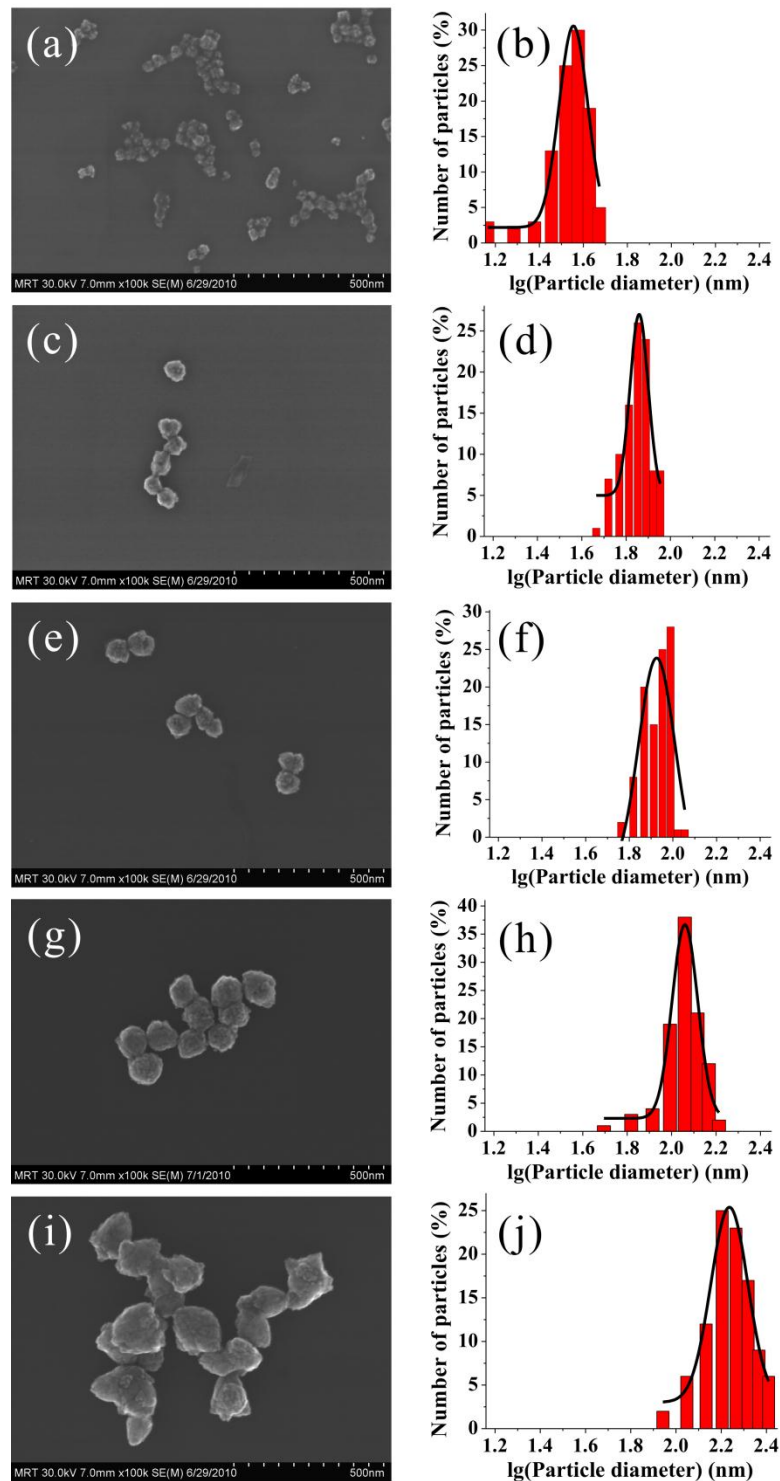 (a)
MRT 30.0kV 7.0mm x100k SE(M) 6/29/2010 500nm
(b)
Number of particles (%)
30
25
20
15
10
5
0
1.2 1.4 1.6 1.8 2.0 2.2 2.4
lg(Particle diameter) (nm)
(c)
MRT 30.0kV 7.0mm x100k SE(M) 6/29/2010 500nm
(d)
Number of particles (%)
25
20
15
10
5
0
1.2 1.4 1.6 1.8 2.0 2.2 2.4
lg(Particle diameter) (nm)
(e)
MRT 30.0kV 7.0mm x100k SE(M) 6/29/2010 500nm
(f)
Number of particles (%)
30
25
20
15
10
5
0
1.2 1.4 1.6 1.8 2.0 2.2 2.4
lg(Particle diameter) (nm)
(g)
MRT 30.0kV 7.0mm x100k SE(M) 7/1/2010 500nm
(h)
Number of particles (%)
40
35
30
25
20
15
10
5
0
1.2 1.4 1.6 1.8 2.0 2.2 2.4
lg(Particle diameter) (nm)
(i)
MRT 30.0kV 7.0mm x100k SE(M) 6/29/2010 500nm
(j)
Number of particles (%)
25
20
15
10
5
0
1.2 1.4 1.6 1.8 2.0 2.2 2.4
lg(Particle diameter) (nm)